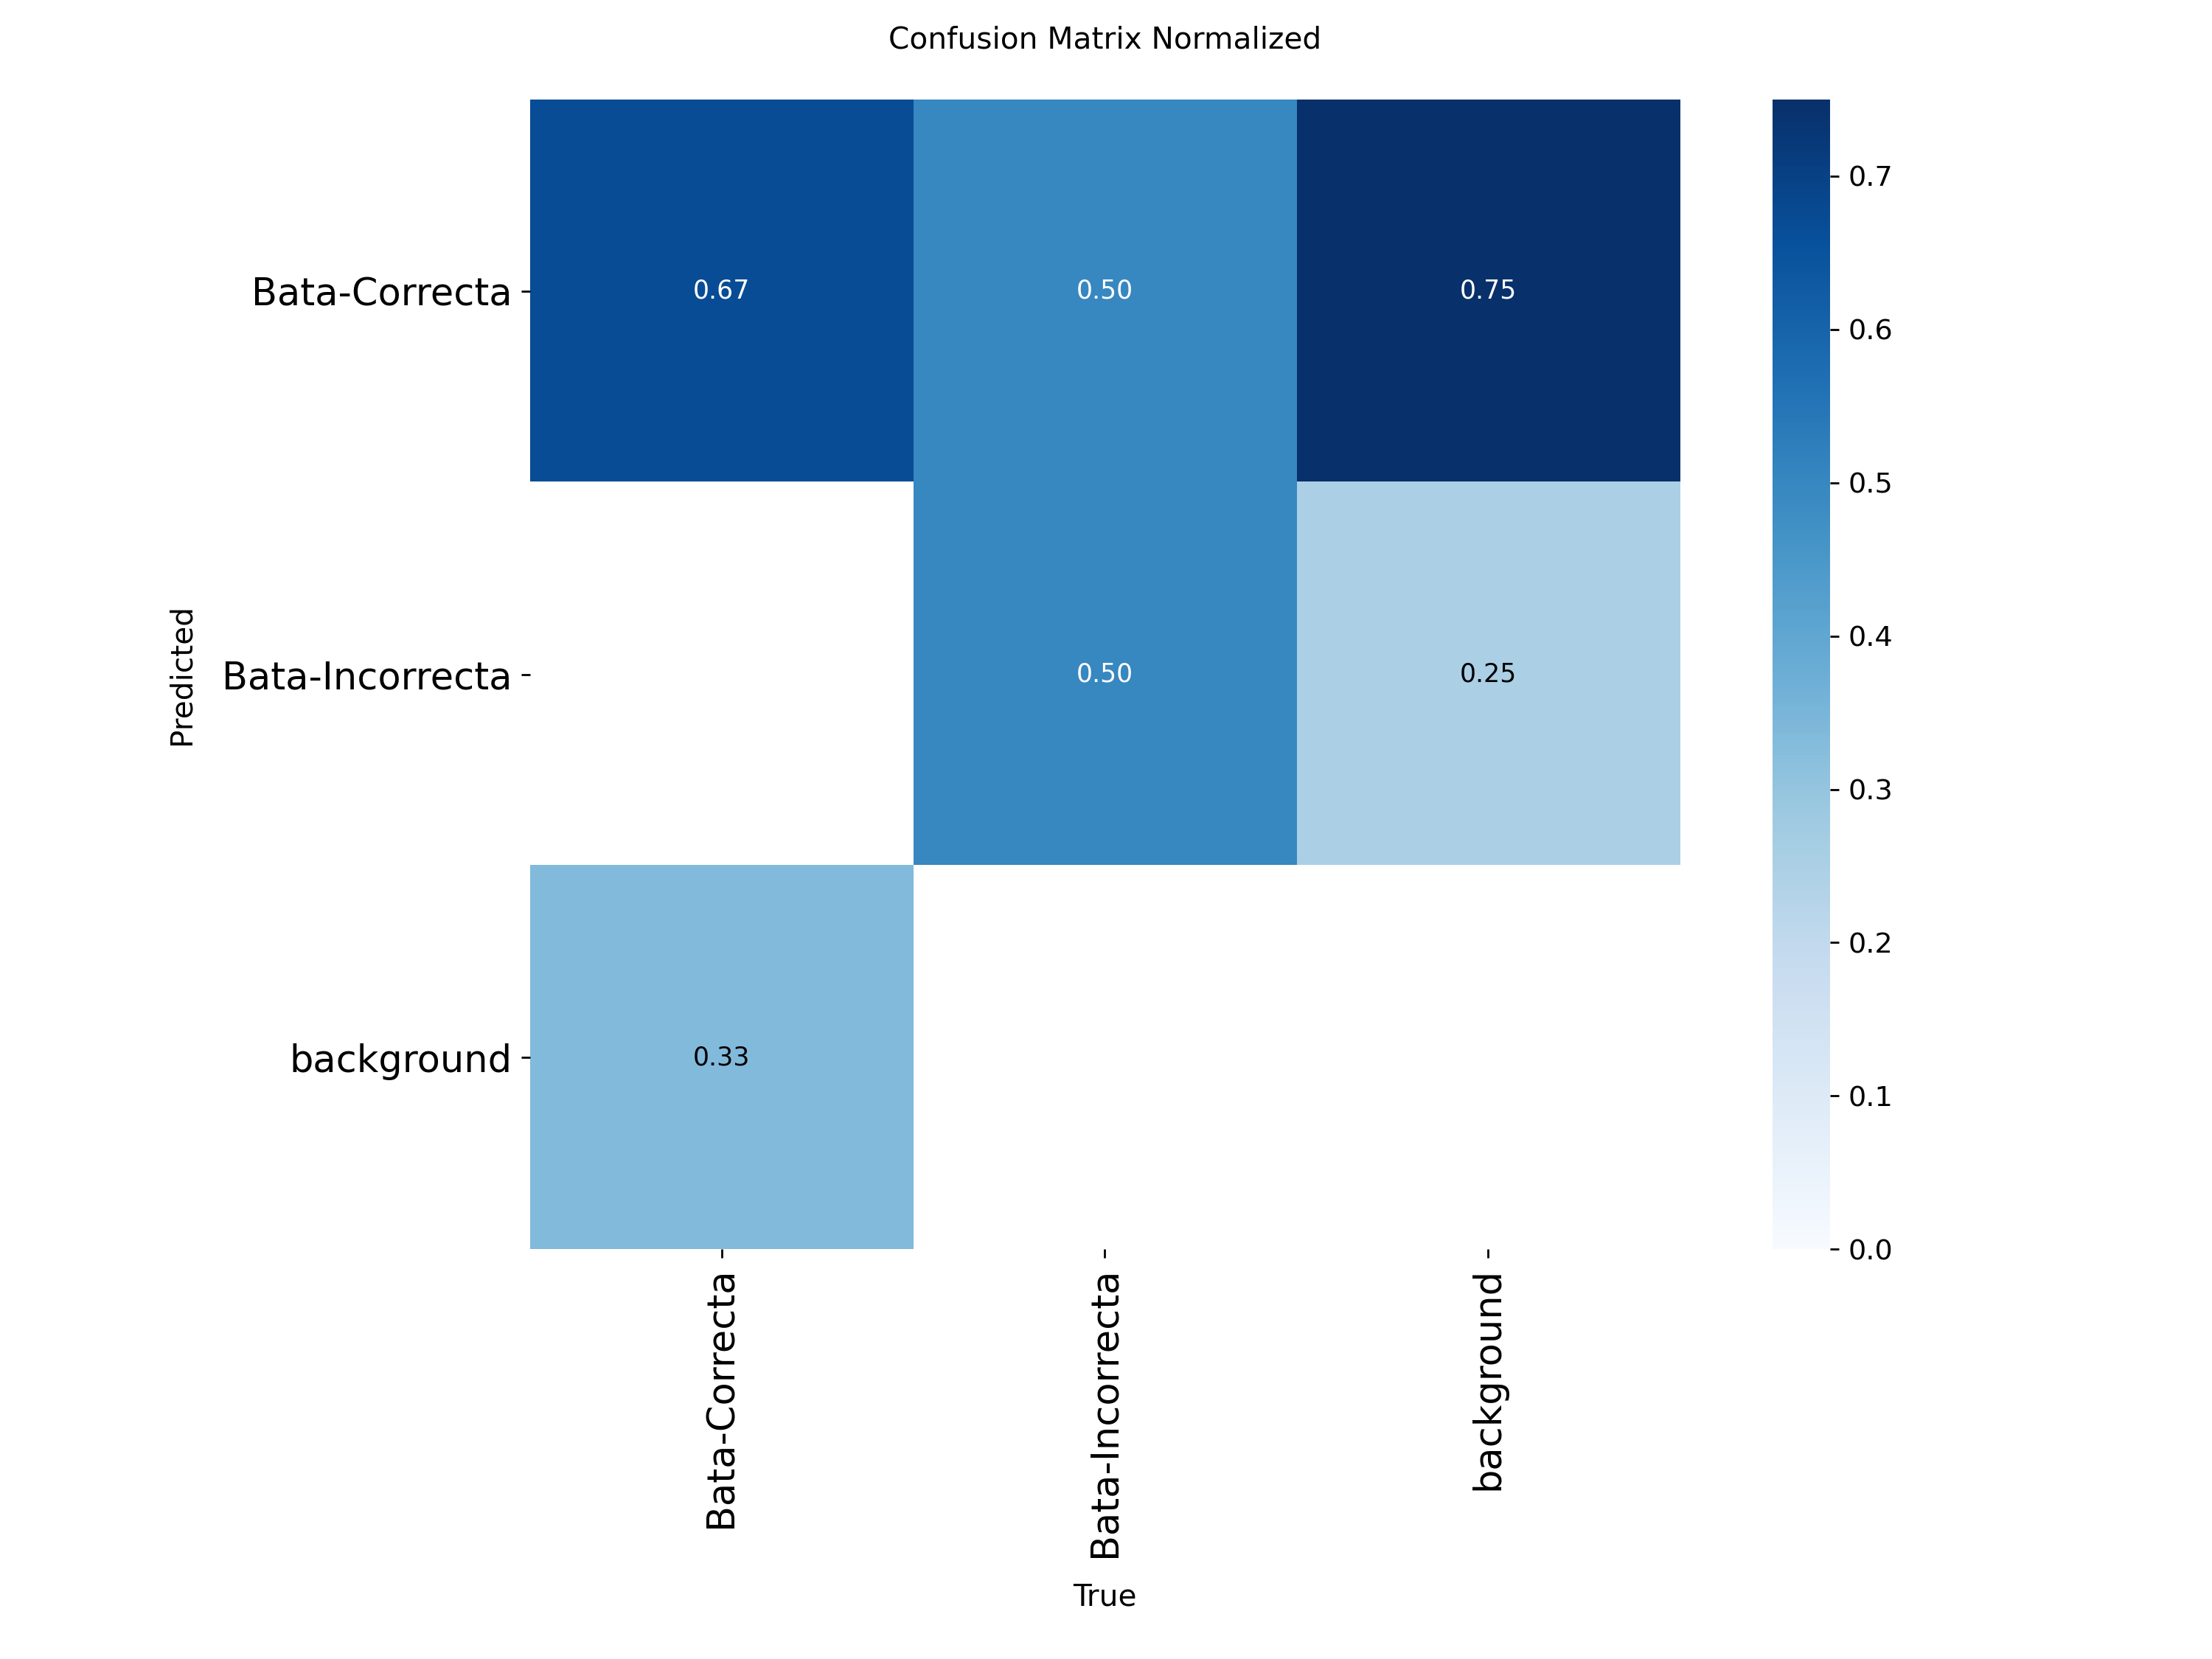 Confusion Matrix Normalized
Predicted
Bata-Correcta
0.67
0.50
0.75
Bata-Incorrecta
0.50
0.25
background
0.33
Bata-Correcta
Bata-Incorrecta
background
True
0.7
0.6
0.5
0.4
0.3
0.2
0.1
0.0